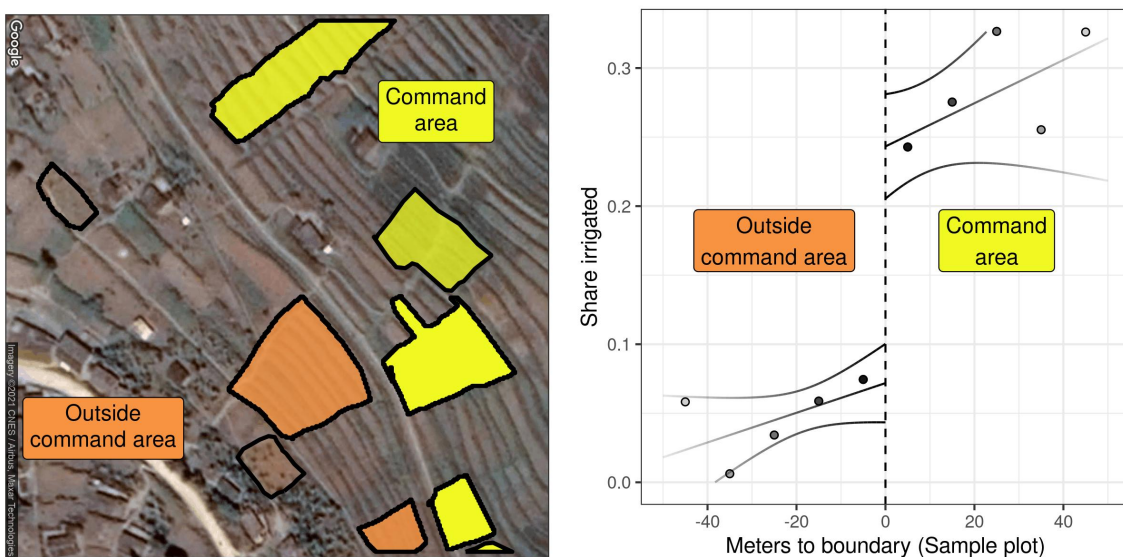 Google
Command
area
Outside
command area
Imagery ©2021 CNES / Airbus, Maxar Technologies
Share irrigated
0.3
0.2
0.1
0.0
Outside
command area
Command
area
-40
-20
0
20
40
Meters to boundary (Sample plot)